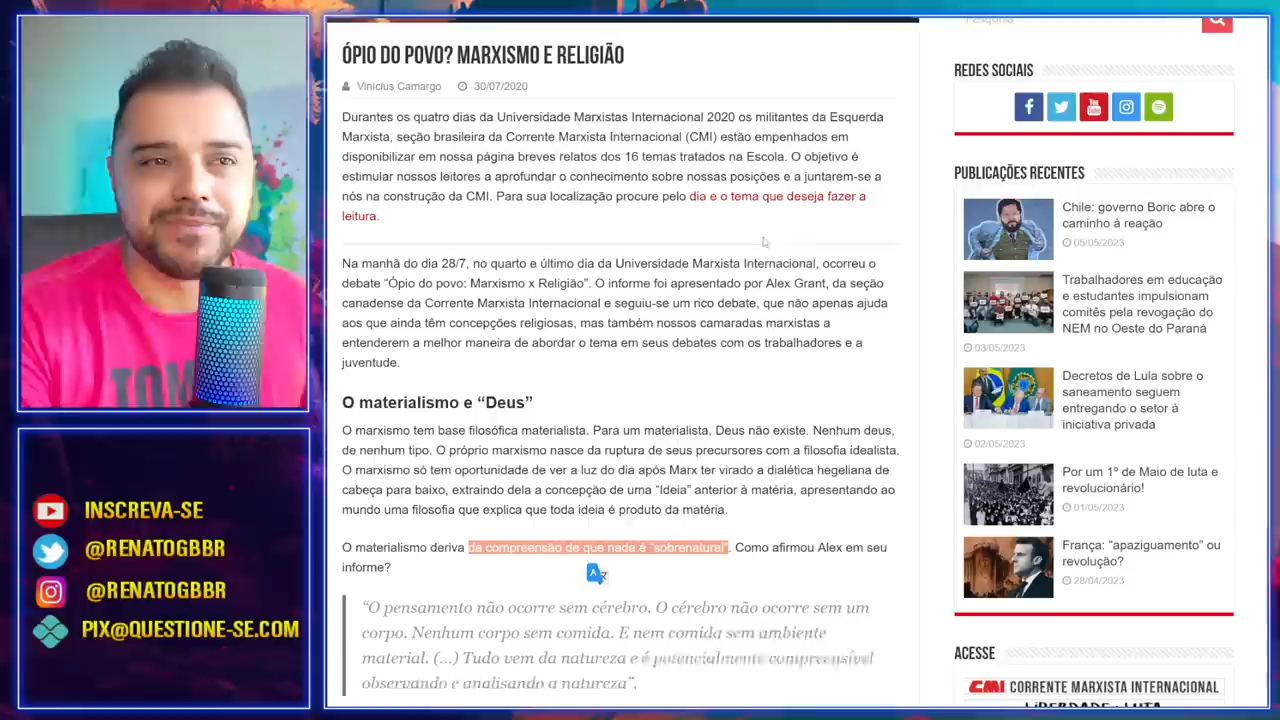 ÓPIO DO POVO? MARXISMO E RELIGIÃO
Vinicius Camargo 30/07/2020
Durantes os quatro dias da Universidade Marxistas Internacional 2020 os militantes da Esquerda
Marxista, seção brasileira da Corrente Marxista Internacional (CMI) estão empenhados em
disponibilizar em nossa página breves relatos dos 16 temas tratados na Escola. O objetivo é
estimular nossos leitores a aprofundar o conhecimento sobre nossas posições e a juntarem-se a
nós na construção da CMI. Para sua localização procure pelo dia e o tema que deseja fazer a
leitura.
Na manhã do dia 28/7, no quarto e último dia da Universidade Marxista Internacional, ocorreu o
debate “Ópio do povo: Marxismo x Religião”. O informe foi apresentado por Alex Grant, da seção
canadense da Corrente Marxista Internacional e seguiu-se um rico debate, que não apenas ajuda
aos que ainda têm concepções religiosas, mas também nossos camaradas marxistas a
entenderem a melhor maneira de abordar o tema em seus debates com os trabalhadores e a
juventude.
O materialismo e “Deus”
O marxismo tem base filosófica materialista. Para um materialista, Deus não existe. Nenhum deus,
de nenhum tipo. O próprio marxismo nasce da ruptura de seus precursores com a filosofia idealista.
O marxismo só tem oportunidade de ver a luz do dia após Marx ter virado a dialética hegeliana de
cabeça para baixo, extraindo dela a concepção de uma “Ideia” anterior à matéria, apresentando ao
mundo uma filosofia que explica que toda ideia é produto da matéria.
O materialismo deriva da compreensão de que nada é “sobrenatural”. Como afirmou Alex em seu
informe?
“O pensamento não ocorre sem cérebro. O cérebro não ocorre sem um
corpo. Nenhum corpo sem comida. E nem comida sem ambiente
material. (...) Tudo vem da natureza e é potencialmente compreensível
observando e analisando a natureza”.
Pesquisa
REDES SOCIAIS
PUBLICAÇÕES RECENTES
Chile: governo Boric abre o
caminho à reação
05/05/2023
Trabalhadores em educação
e estudantes impulsionam
comitês pela revogação do
NEM no Oeste do Paraná
03/05/2023
Decretos de Lula sobre o
saneamento seguem
entregando o setor à
iniciativa privada
02/05/2023
Por um 1º de Maio de luta e
revolucionário!
01/05/2023
França: “apaziguamento” ou
revolução?
28/04/2023
ACESSE
CMI CORRENTE MARXISTA INTERNACIONAL
LIBERDADE E LUTA
INSCREVA-SE
@RENATOGBBR
@RENATOGBBR
PIX@QUESTIONE-SE.COM